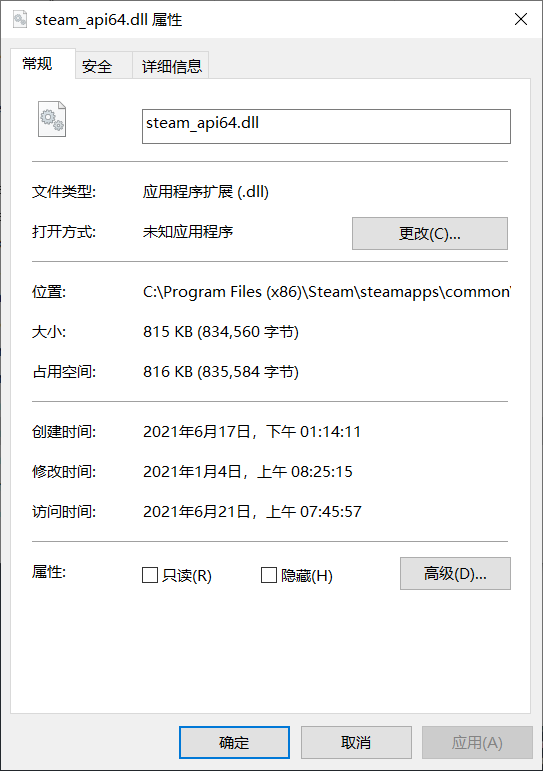 steam_api64.dll 属性
常规 安全 详细信息
steam_api64.dll
文件类型: 应用程序扩展 (.dll)
打开方式: 未知应用程序 更改(C)...
位置: C:\Program Files (x86)\Steam\steamapps\common\
大小: 815 KB (834,560 字节)
占用空间: 816 KB (835,584 字节)
创建时间: 2021年6月17日，下午 01:14:11
修改时间: 2021年1月4日，上午 08:25:15
访问时间: 2021年6月21日，上午 07:45:57
属性: 只读(R) 隐藏(H) 高级(D)...
确定 取消 应用(A)